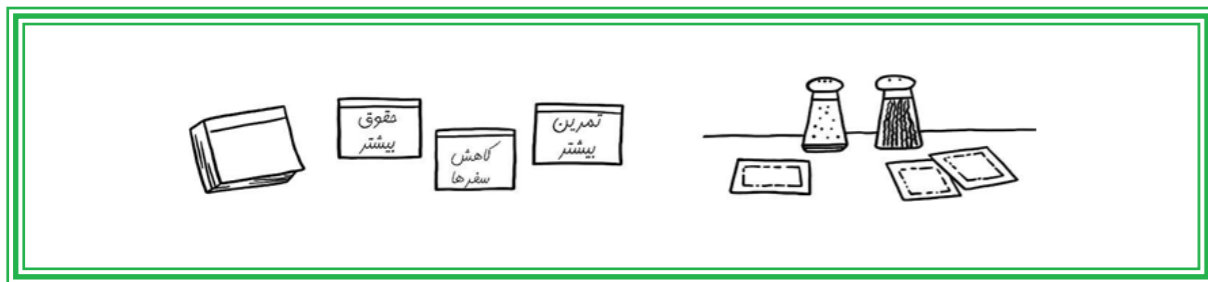 حقوق
بیشتر
کاهش
سفرها
تمرین
بیشتر